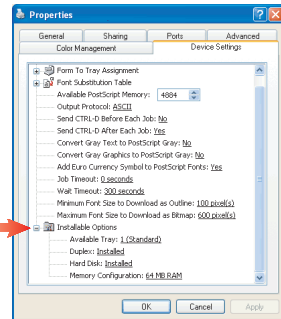 Properties
General Sharing Ports Advanced
Color Management Device Settings
Form To Tray Assignment
Font Substitution Table
Available PostScript Memory: 4884
Output Protocol: ASCII
Send CTRL-D Before Each Job: No
Send CTRL-D After Each Job: Yes
Convert Gray Text to PostScript Gray: No
Convert Gray Graphics to PostScript Gray: No
Add Euro Currency Symbol to PostScript Fonts: Yes
Job Timeout: 0 seconds
Wait Timeout: 300 seconds
Minimum Font Size to Download as Outline: 100 pixel(s)
Maximum Font Size to Download as Bitmap: 600 pixel(s)
Installable Options
Available Tray: 1 (Standard)
Duplex: Installed
Hard Disk: Installed
Memory Configuration: 64 MB RAM
OK Cancel Apply